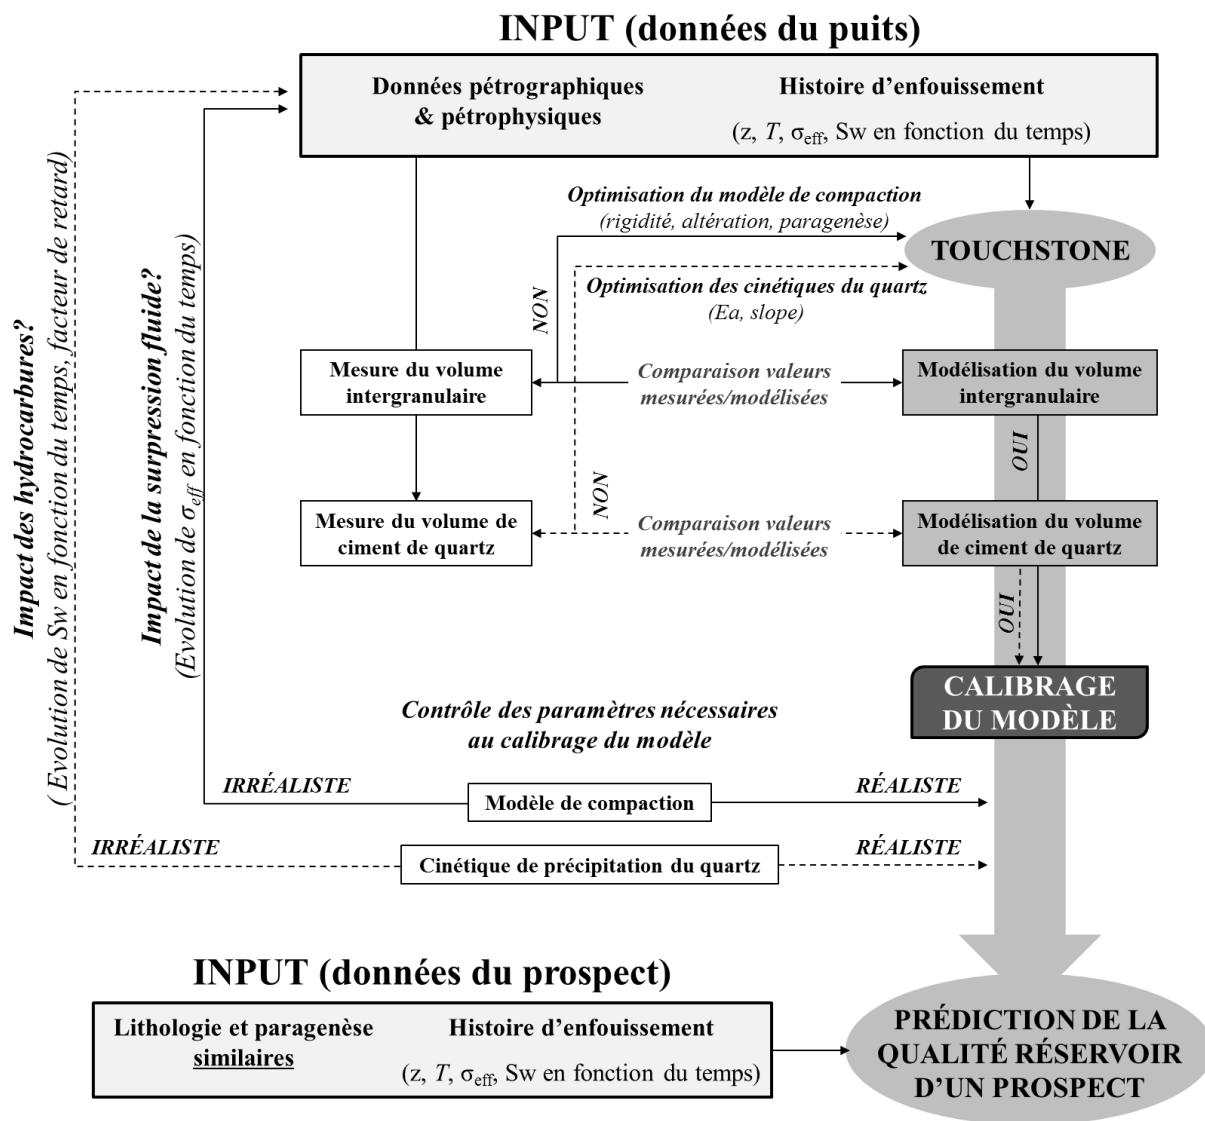 INPUT (données du puits)
Données pétrographiques
& pétrophysiques
Histoire d'enfouissement
(z, T, σeff, Sw en fonction du temps)
Optimisation du modèle de compaction
(rigidité, altération, paragenèse)
TOUCHSTONE
Optimisation des cinétiques du quartz
(Ea, slope)
NON
Mesure du volume
intergranulaire
Comparaison valeurs
mesurées/modélisées
Modélisation du volume
intergranulaire
OUI
NON
Mesure du volume de
ciment de quartz
Comparaison valeurs
mesurées/modélisées
Modélisation du volume
de ciment de quartz
OUI
Impact des hydrocarbures?
( Evolution de Sw en fonction du temps, facteur de retard)
Impact de la surpression fluide?
(Evolution de σeff en fonction du temps)
CALIBRAGE
DU MODÈLE
Contrôle des paramètres nécessaires
au calibrage du modèle
IRRÉALISTE
Modèle de compaction
RÉALISTE
IRRÉALISTE
Cinétique de précipitation du quartz
RÉALISTE
INPUT (données du prospect)
Lithologie et paragenèse
similaires
Histoire d'enfouissement
(z, T, σeff, Sw en fonction du temps)
PRÉDICTION DE LA
QUALITÉ RÉSERVOIR
D'UN PROSPECT